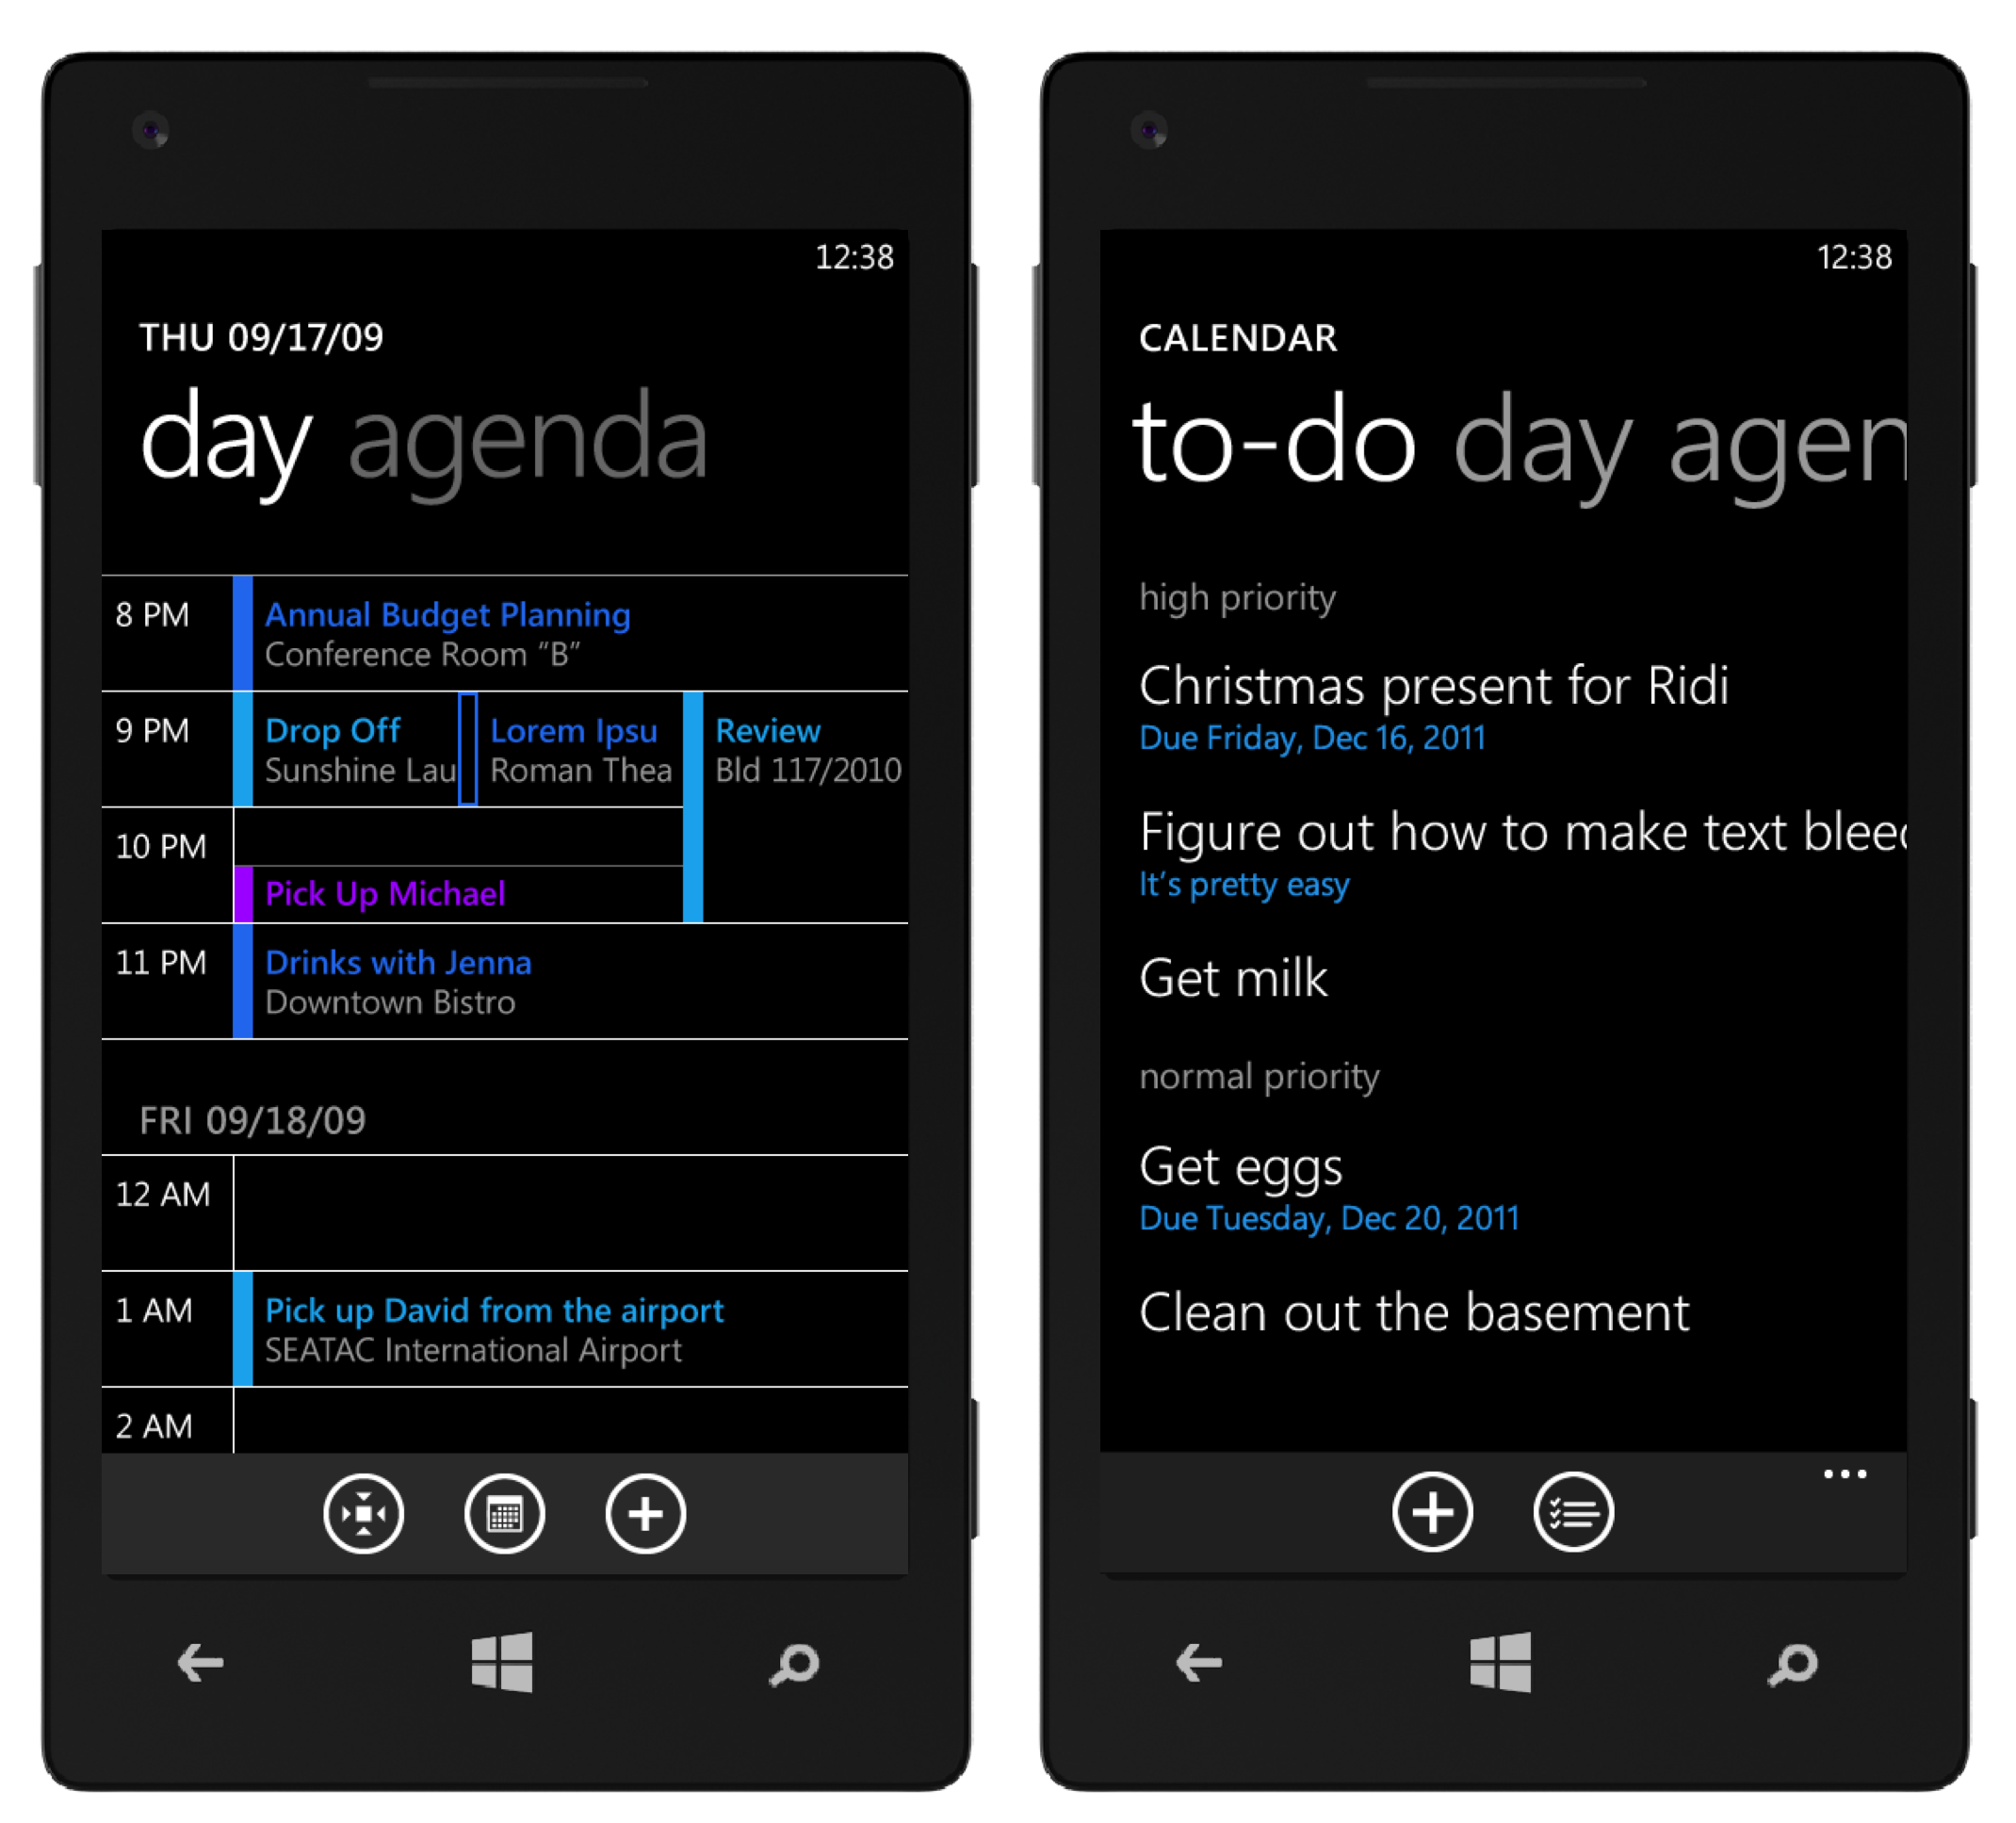 12:38
THU 09/17/09
day agenda
8 PM
Annual Budget Planning
Conference Room “B”
9 PM
Drop Off
Sunshine Lau
Lorem Ipsu
Roman Thea
Review
Bld 117/2010
10 PM
Pick Up Michael
11 PM
Drinks with Jenna
Downtown Bistro
FRI 09/18/09
12 AM
1 AM
Pick up David from the airport
SEATAC International Airport
2 AM
12:38
CALENDAR
to-do day agen
high priority
Christmas present for Ridi
Due Friday, Dec 16, 2011
Figure out how to make text bleed
It’s pretty easy
Get milk
normal priority
Get eggs
Due Tuesday, Dec 20, 2011
Clean out the basement